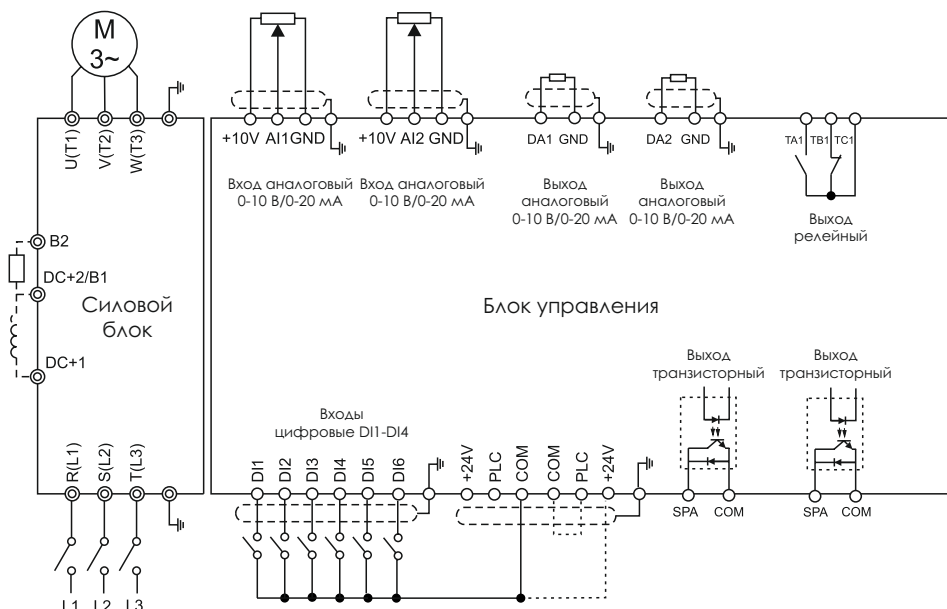 M
3~
U(T1)
V(T2)
W(T3)
+10V AI1 GND
+10V AI2 GND
DA1 GND
DA2 GND
TA1 TB1 TC1
Вход аналоговый
0-10 В/0-20 мА
Вход аналоговый
0-10 В/0-20 мА
Выход
аналоговый
0-10 В/0-20 мА
Выход
аналоговый
0-10 В/0-20 мА
Выход
релейный
B2
DC+2/B1
DC+1
Силовой
блок
Блок управления
Выход
транзисторный
Выход
транзисторный
Входы
цифровые DI1-DI4
R(L1)
S(L2)
T(L3)
DI1
DI2
DI3
DI4
DI5
DI6
+24V
PLC
COM
COM
PLC
+24V
SPA COM
SPA COM
L1 L2 L3